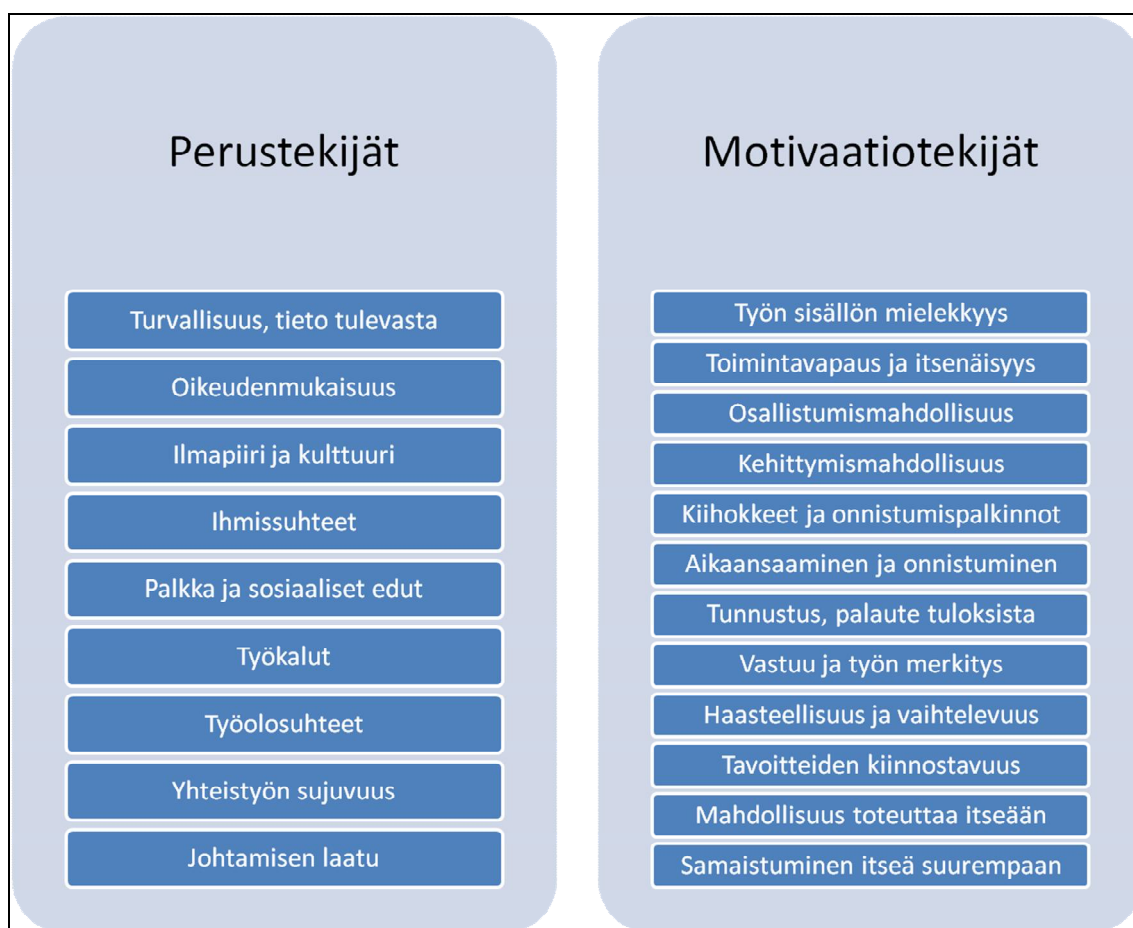 Perustekijät
Turvallisuus, tieto tulevasta
Oikeudenmukaisuus
Ilmapiiri ja kulttuuri
Ihmissuhteet
Palkka ja sosiaaliset edut
Työkalut
Työolosuhteet
Yhteistyön sujuvuus
Johtamisen laatu
Motivaatiotekijät
Työn sisällön mielekkyys
Toimintavapaus ja itsenäisyys
Osallistumismahdollisuus
Kehittymismahdollisuus
Kiihokkeet ja onnistumispalkinnot
Aikaansaaminen ja onnistuminen
Tunnustus, palaute tuloksista
Vastuu ja työn merkitys
Haasteellisuus ja vaihtelevuus
Tavoitteiden kiinnostavuus
Mahdollisuus toteuttaa itseään
Samaistuminen itseä suurempaan